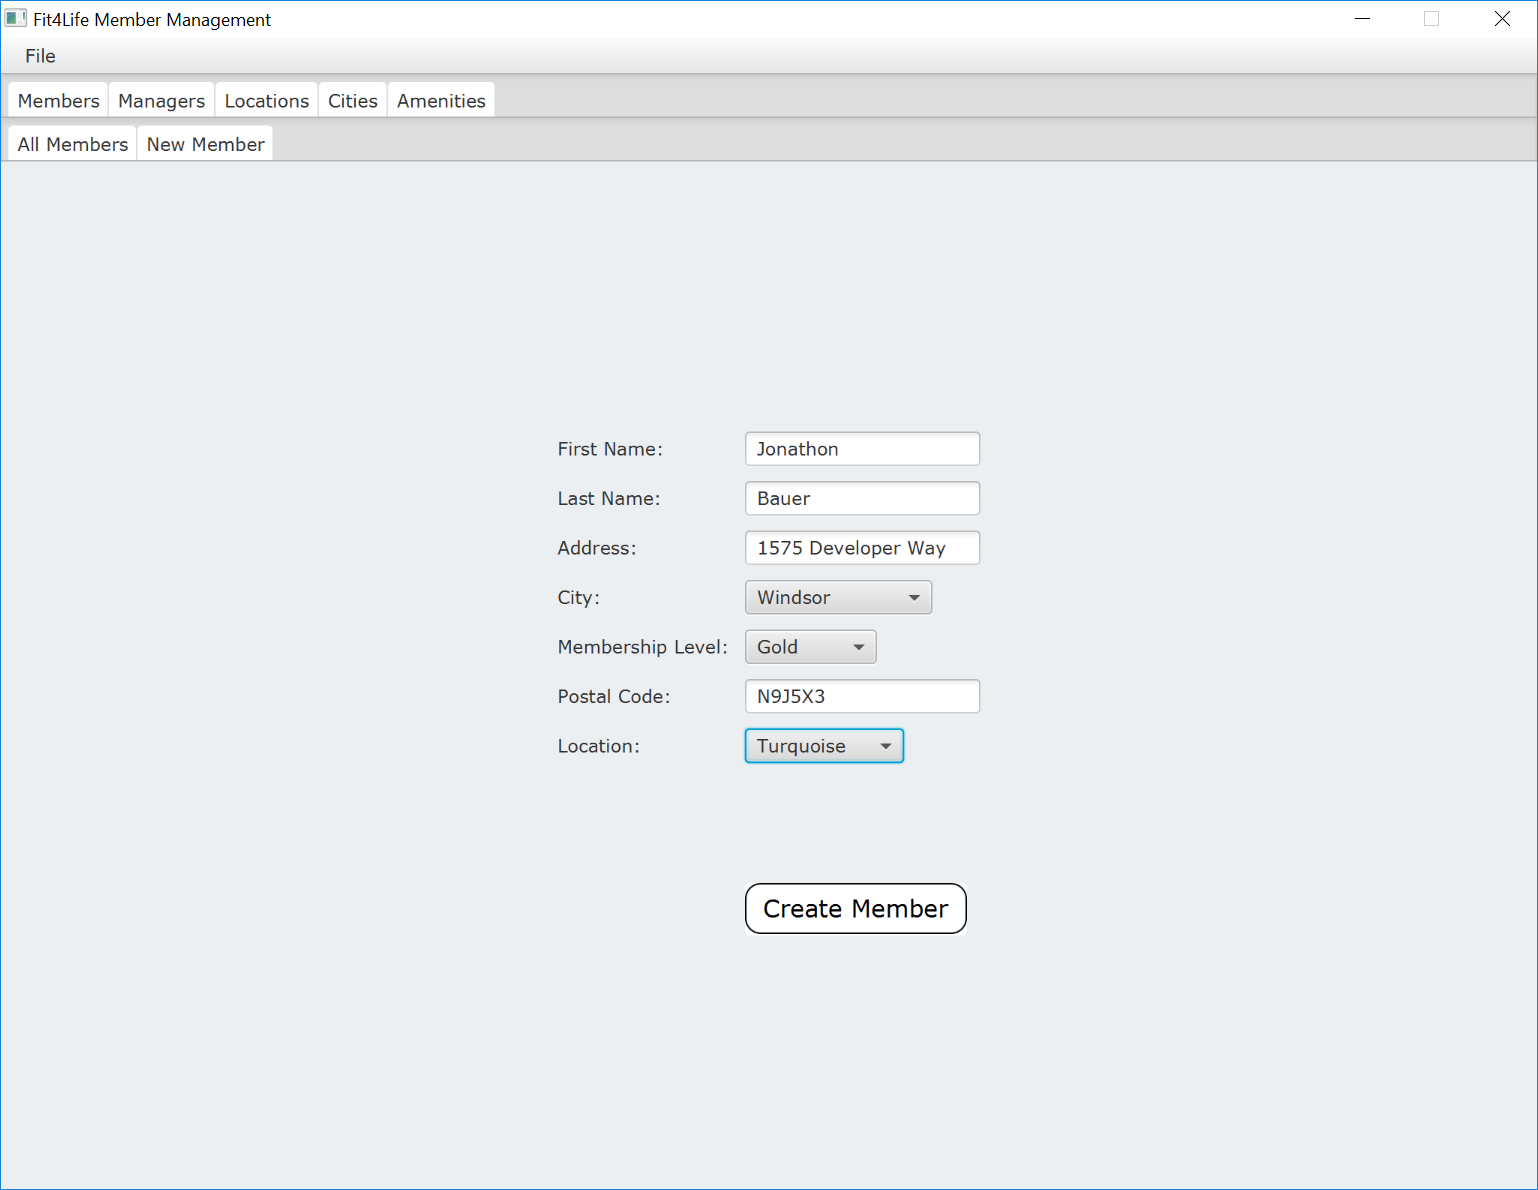 Fit4Life Member Management
File
Members Managers Locations Cities Amenities
All Members New Member
First Name: Jonathon
Last Name: Bauer
Address: 1575 Developer Way
City: Windsor
Membership Level: Gold
Postal Code: N9J5X3
Location: Turquoise
Create Member